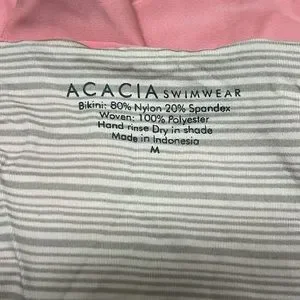 ACACIA SWIMWEAR
Bikini: 80% Nylon 20% Spandex
Woven: 100% Polyester
Hand rinse Dry in shade
Made in Indonesia
M